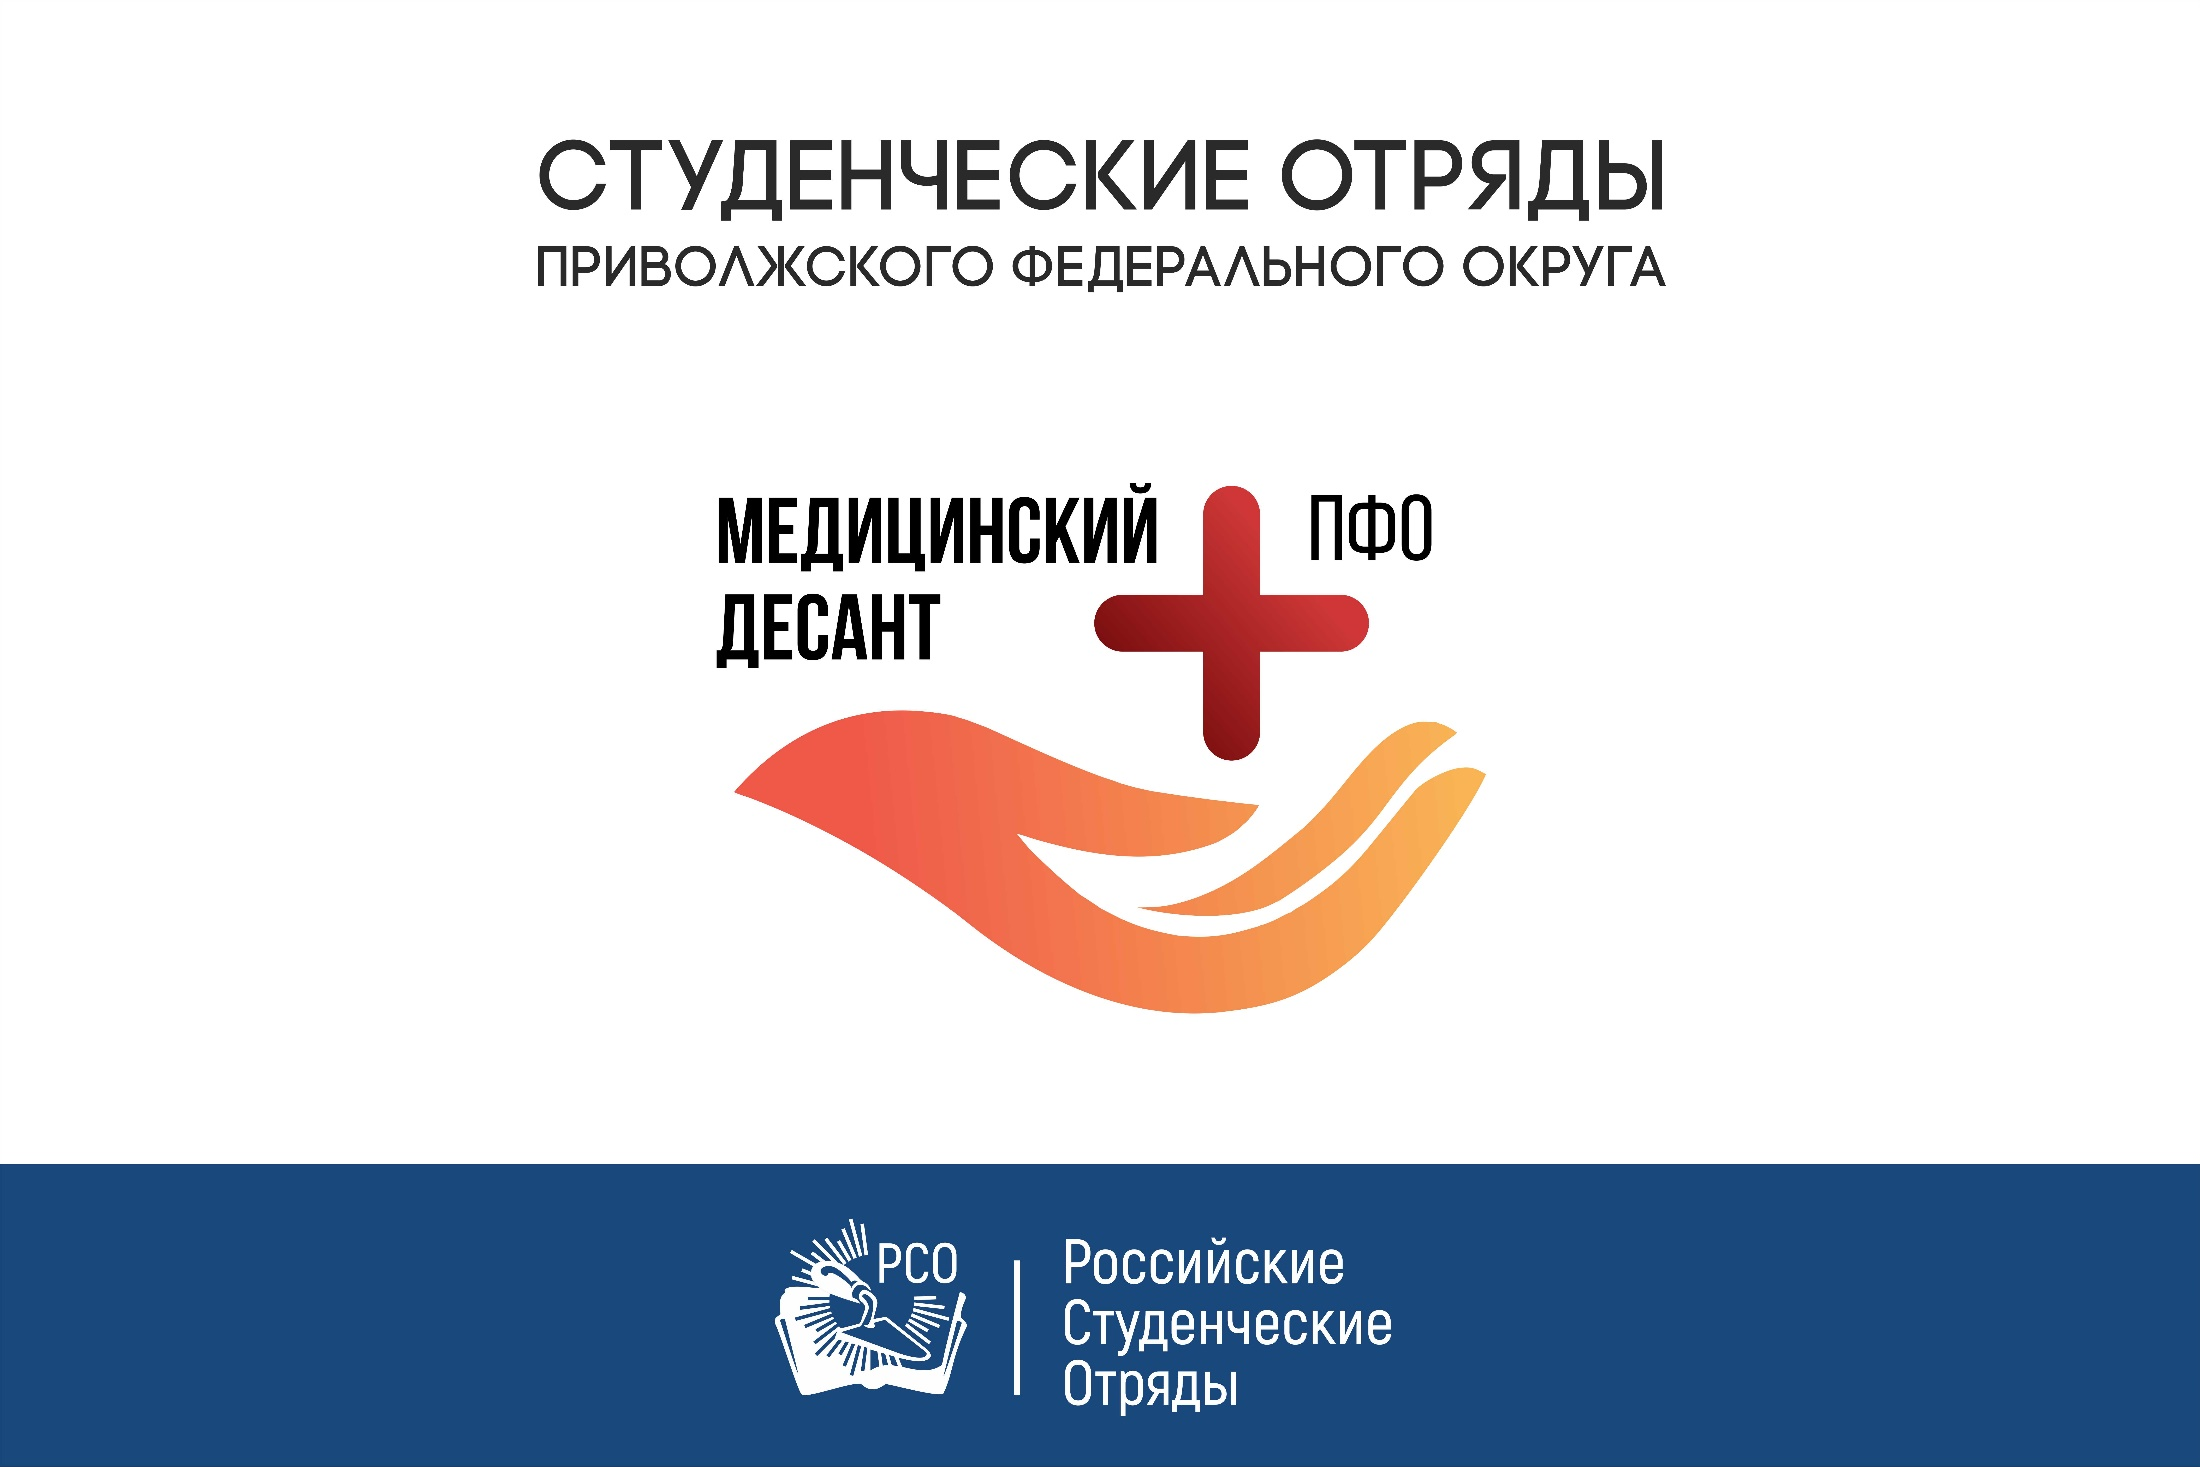 СТУДЕНЧЕСКИЕ ОТРЯДЫ
ПРИВОЛЖСКОГО ФЕДЕРАЛЬНОГО ОКРУГА
МЕДИЦИНСКИЙ ПФО
ДЕСАНТ
РСО
Российские
Студенческие
Отряды